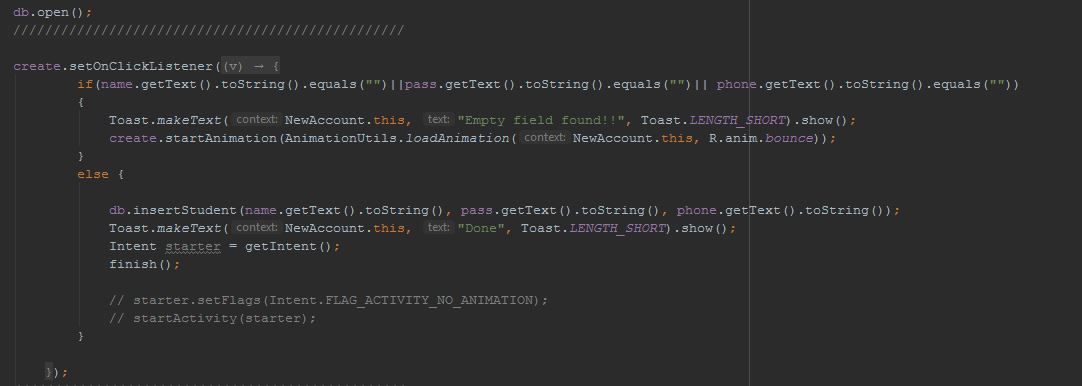 db.open();
/////////////////////////////////////////////////
create.setOnClickListener((v) → {
if(name.getText().toString().equals("")||pass.getText().toString().equals("")|| phone.getText().toString().equals(""))
{
Toast.makeText( context: NewAccount.this, text: "Empty field found!!", Toast.LENGTH_SHORT).show();
create.startAnimation(AnimationUtils.loadAnimation( context: NewAccount.this, R.anim.bounce));
}
else {
db.insertStudent(name.getText().toString(), pass.getText().toString(), phone.getText().toString());
Toast.makeText( context: NewAccount.this, text: "Done", Toast.LENGTH_SHORT).show();
Intent starter = getIntent();
finish();
// starter.setFlags(Intent.FLAG_ACTIVITY_NO_ANIMATION);
// startActivity(starter);
}
});